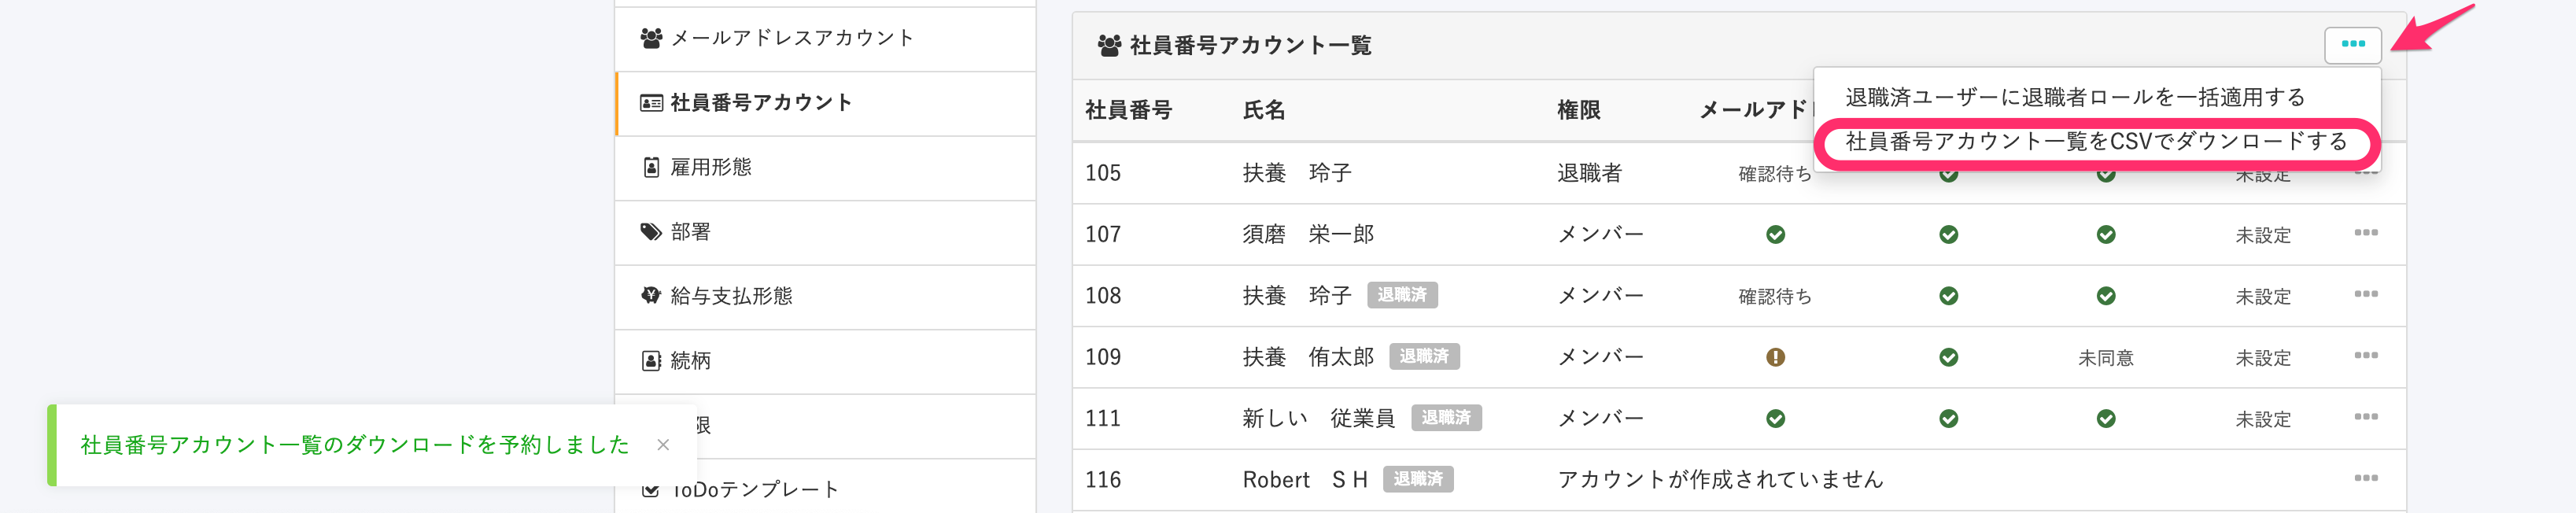 メールアドレスアカウント
社員番号アカウント
雇用形態
部署
給与支払形態
続柄
限
ToDoテンプレート
社員番号アカウント一覧のダウンロードを予約しました ×
社員番号アカウント一覧
退職済ユーザーに退職者ロールを一括適用する
社員番号アカウント一覧をCSVでダウンロードする
社員番号 氏名 権限 メールアド
105 扶養 玲子 退職者 確認待ち 未設定
107 須磨 栄一郎 メンバー 未設定
108 扶養 玲子 退職済 メンバー 確認待ち 未設定
109 扶養 侑太郎 退職済 メンバー 未同意 未設定
111 新しい 従業員 退職済 メンバー 未設定
116 Robert S H 退職済 アカウントが作成されていません